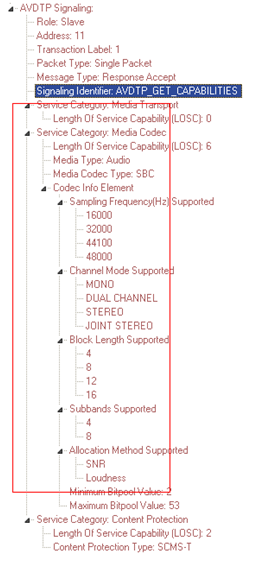 AVDTP Signaling:
Role: Slave
Address: 11
Transaction Label: 1
Packet Type: Single Packet
Message Type: Response Accept
Signaling Identifier: AVDTP_GET_CAPABILITIES
Service Category: Media Transport
Length Of Service Capability (LOSC): 0
Service Category: Media Codec
Length Of Service Capability (LOSC): 6
Media Type: Audio
Media Codec Type: SBC
Codec Info Element
Sampling Frequency(Hz) Supported
16000
32000
44100
48000
Channel Mode Supported
MONO
DUAL CHANNEL
STEREO
JOINT STEREO
Block Length Supported
4
8
12
16
Subbands Supported
4
8
Allocation Method Supported
SNR
Loudness
Minimum Bitpool Value: 2
Maximum Bitpool Value: 53
Service Category: Content Protection
Length Of Service Capability (LOSC): 2
Content Protection Type: SCMS-T